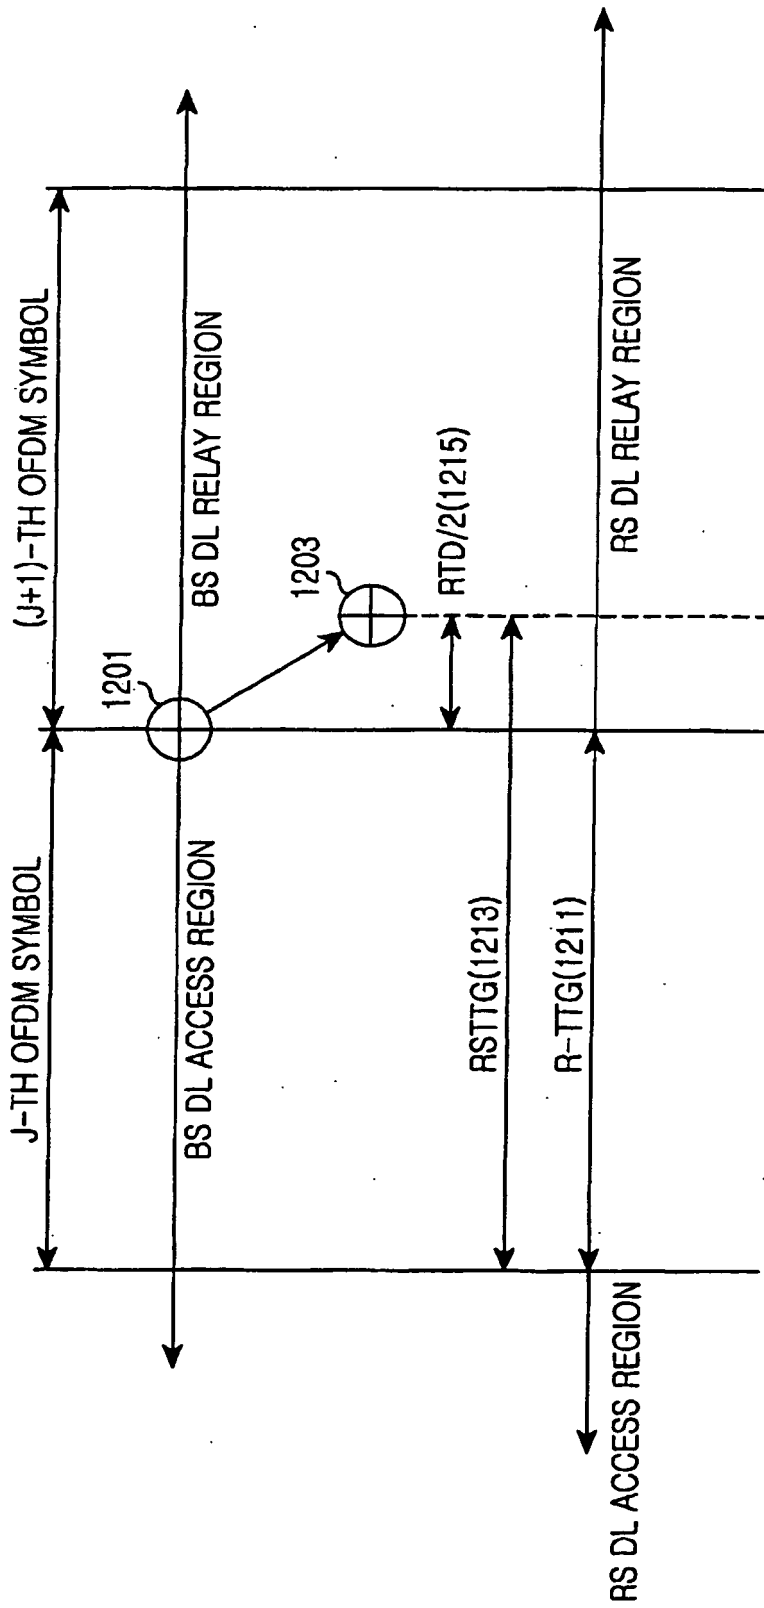 J-TH OFDM SYMBOL
(J+1)-TH OFDM SYMBOL
1201
BS DL ACCESS REGION
BS DL RELAY REGION
1203
RTD/2(1215)
RSTTG(1213)
R-TTG(1211)
RS DL ACCESS REGION
RS DL RELAY REGION